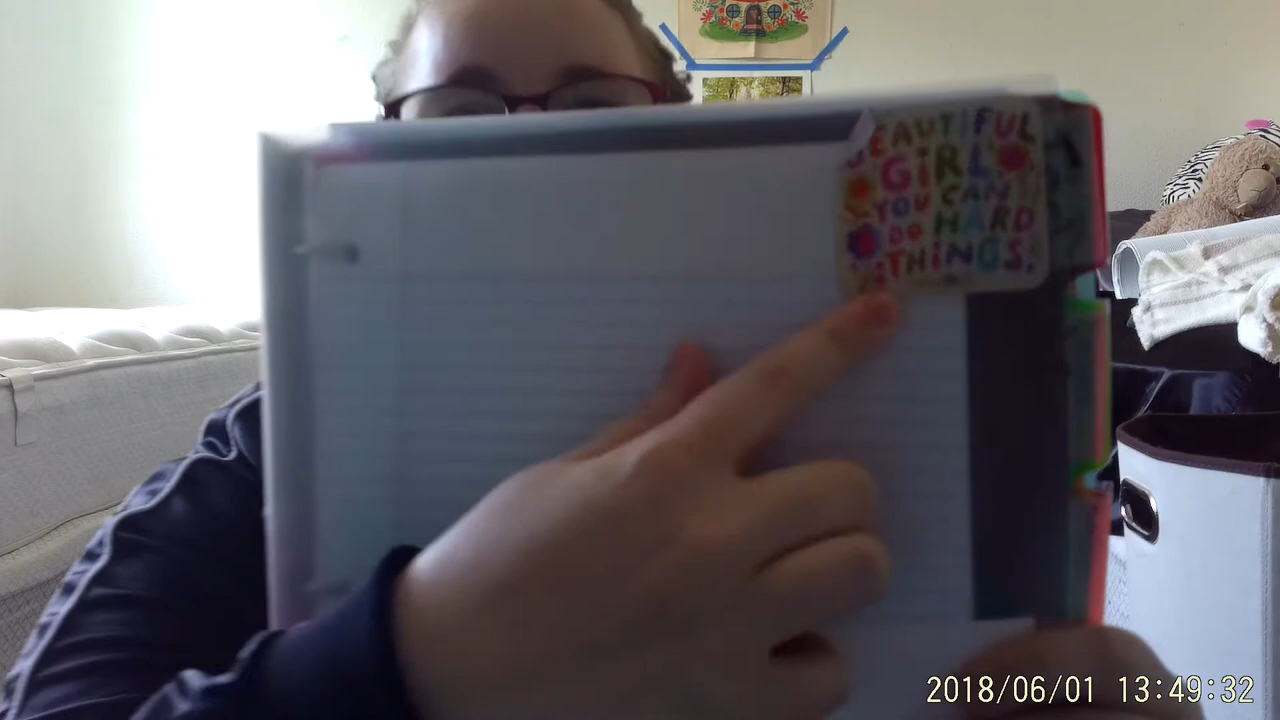 BEAUTIFUL
GiRL
YOU CAN
DO HARD
THiNGS.
2018/06/01 13:49:32